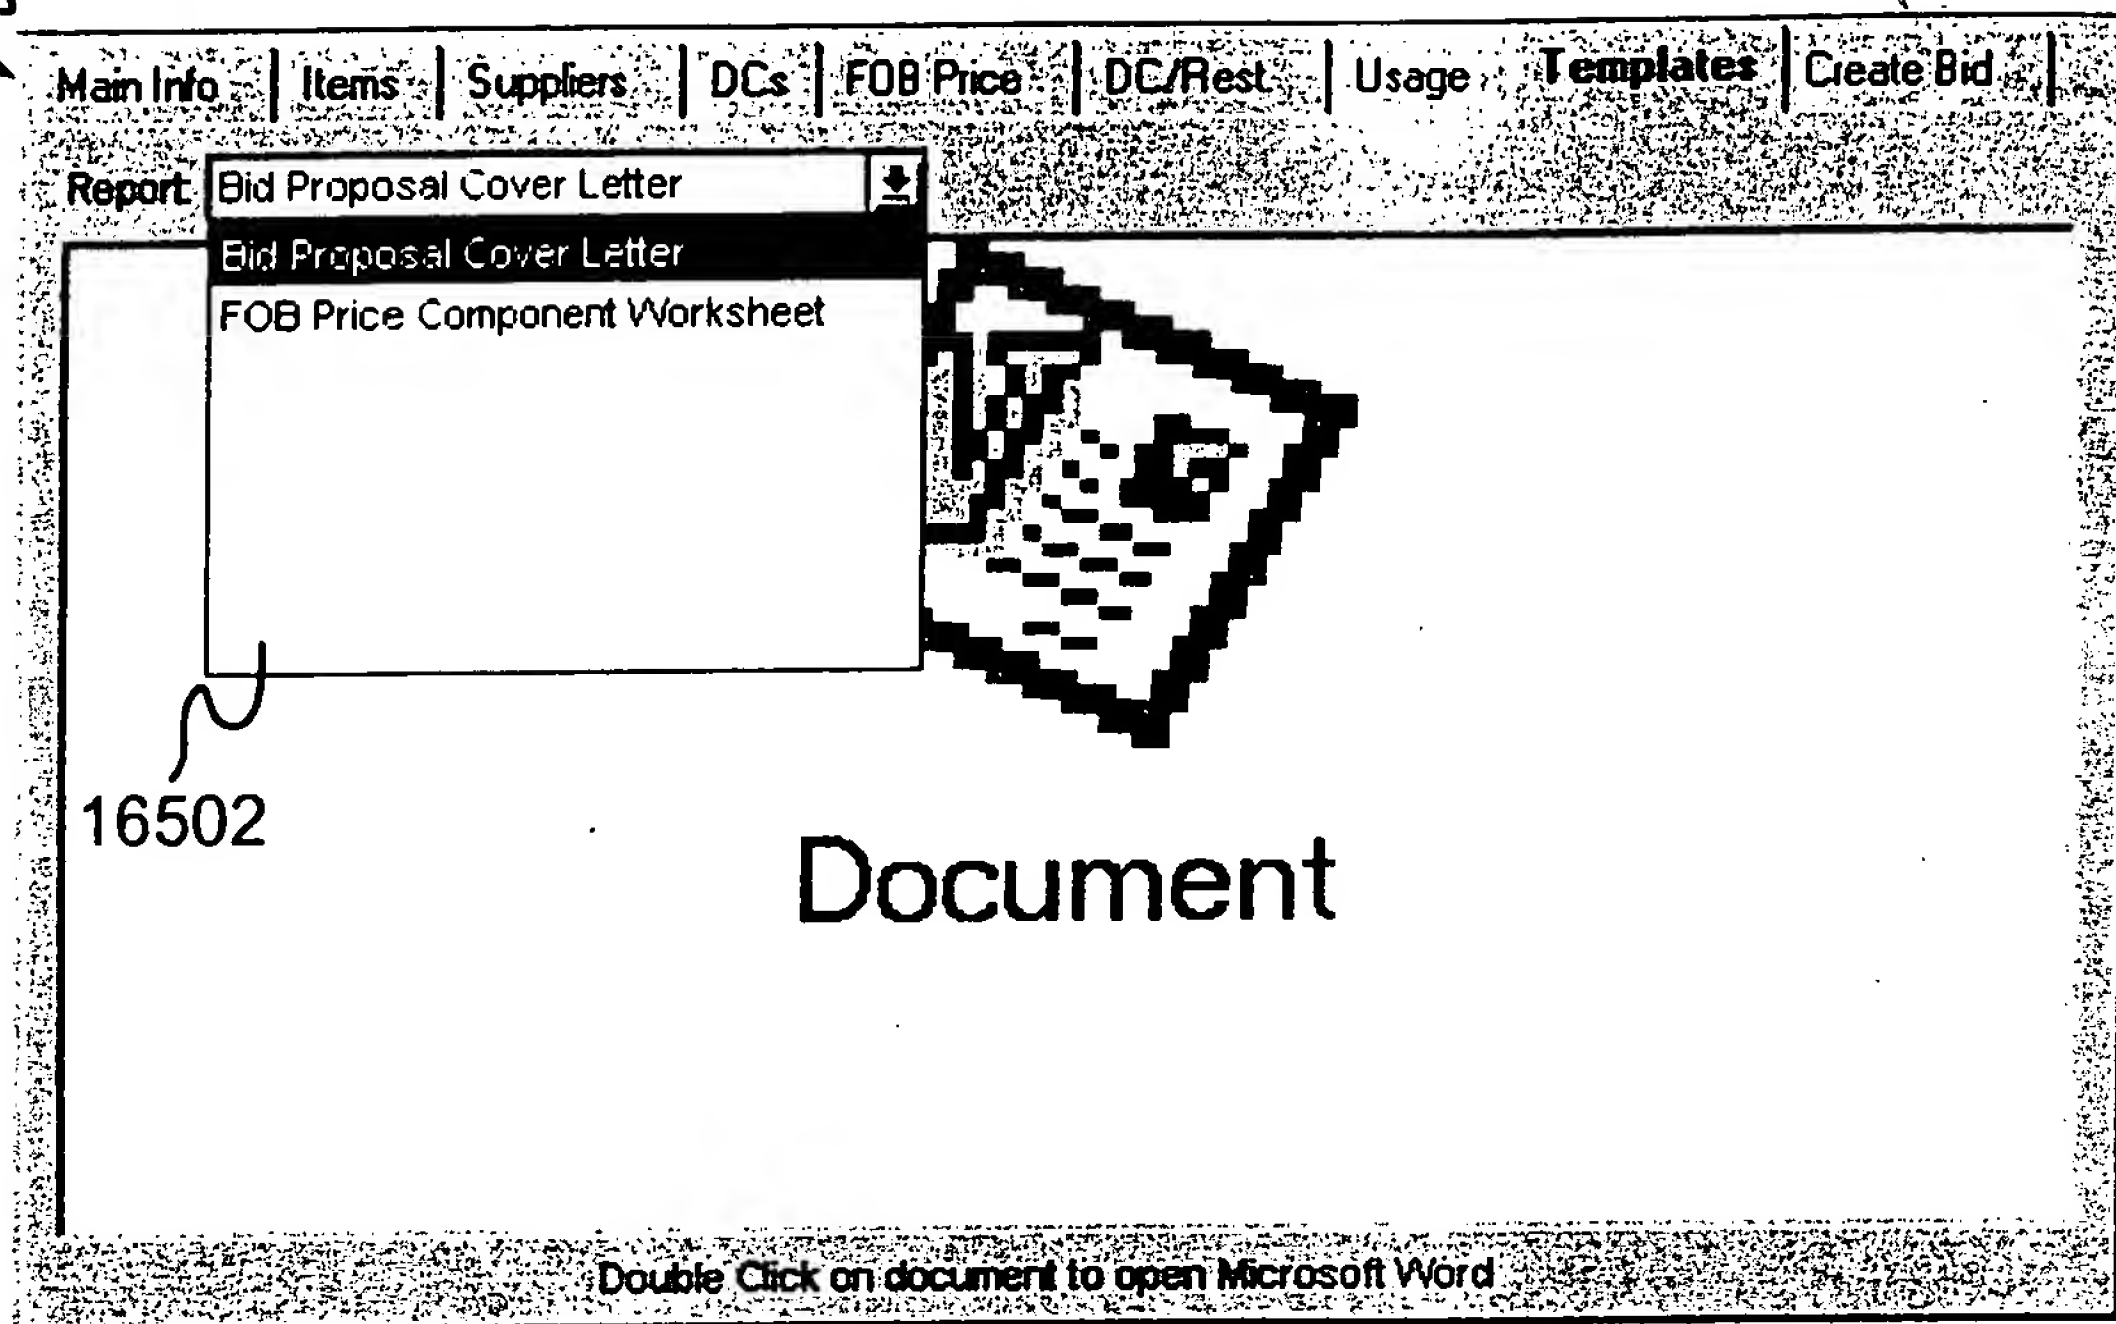 Main Info | Items | Suppliers | DCs | FOB Price | DC/Rest. | Usage Templates | Create Bid |
Report: Bid Proposal Cover Letter
Bid Proposal Cover Letter
FOB Price Component Worksheet
16502
Document
Double Click on document to open Microsoft Word